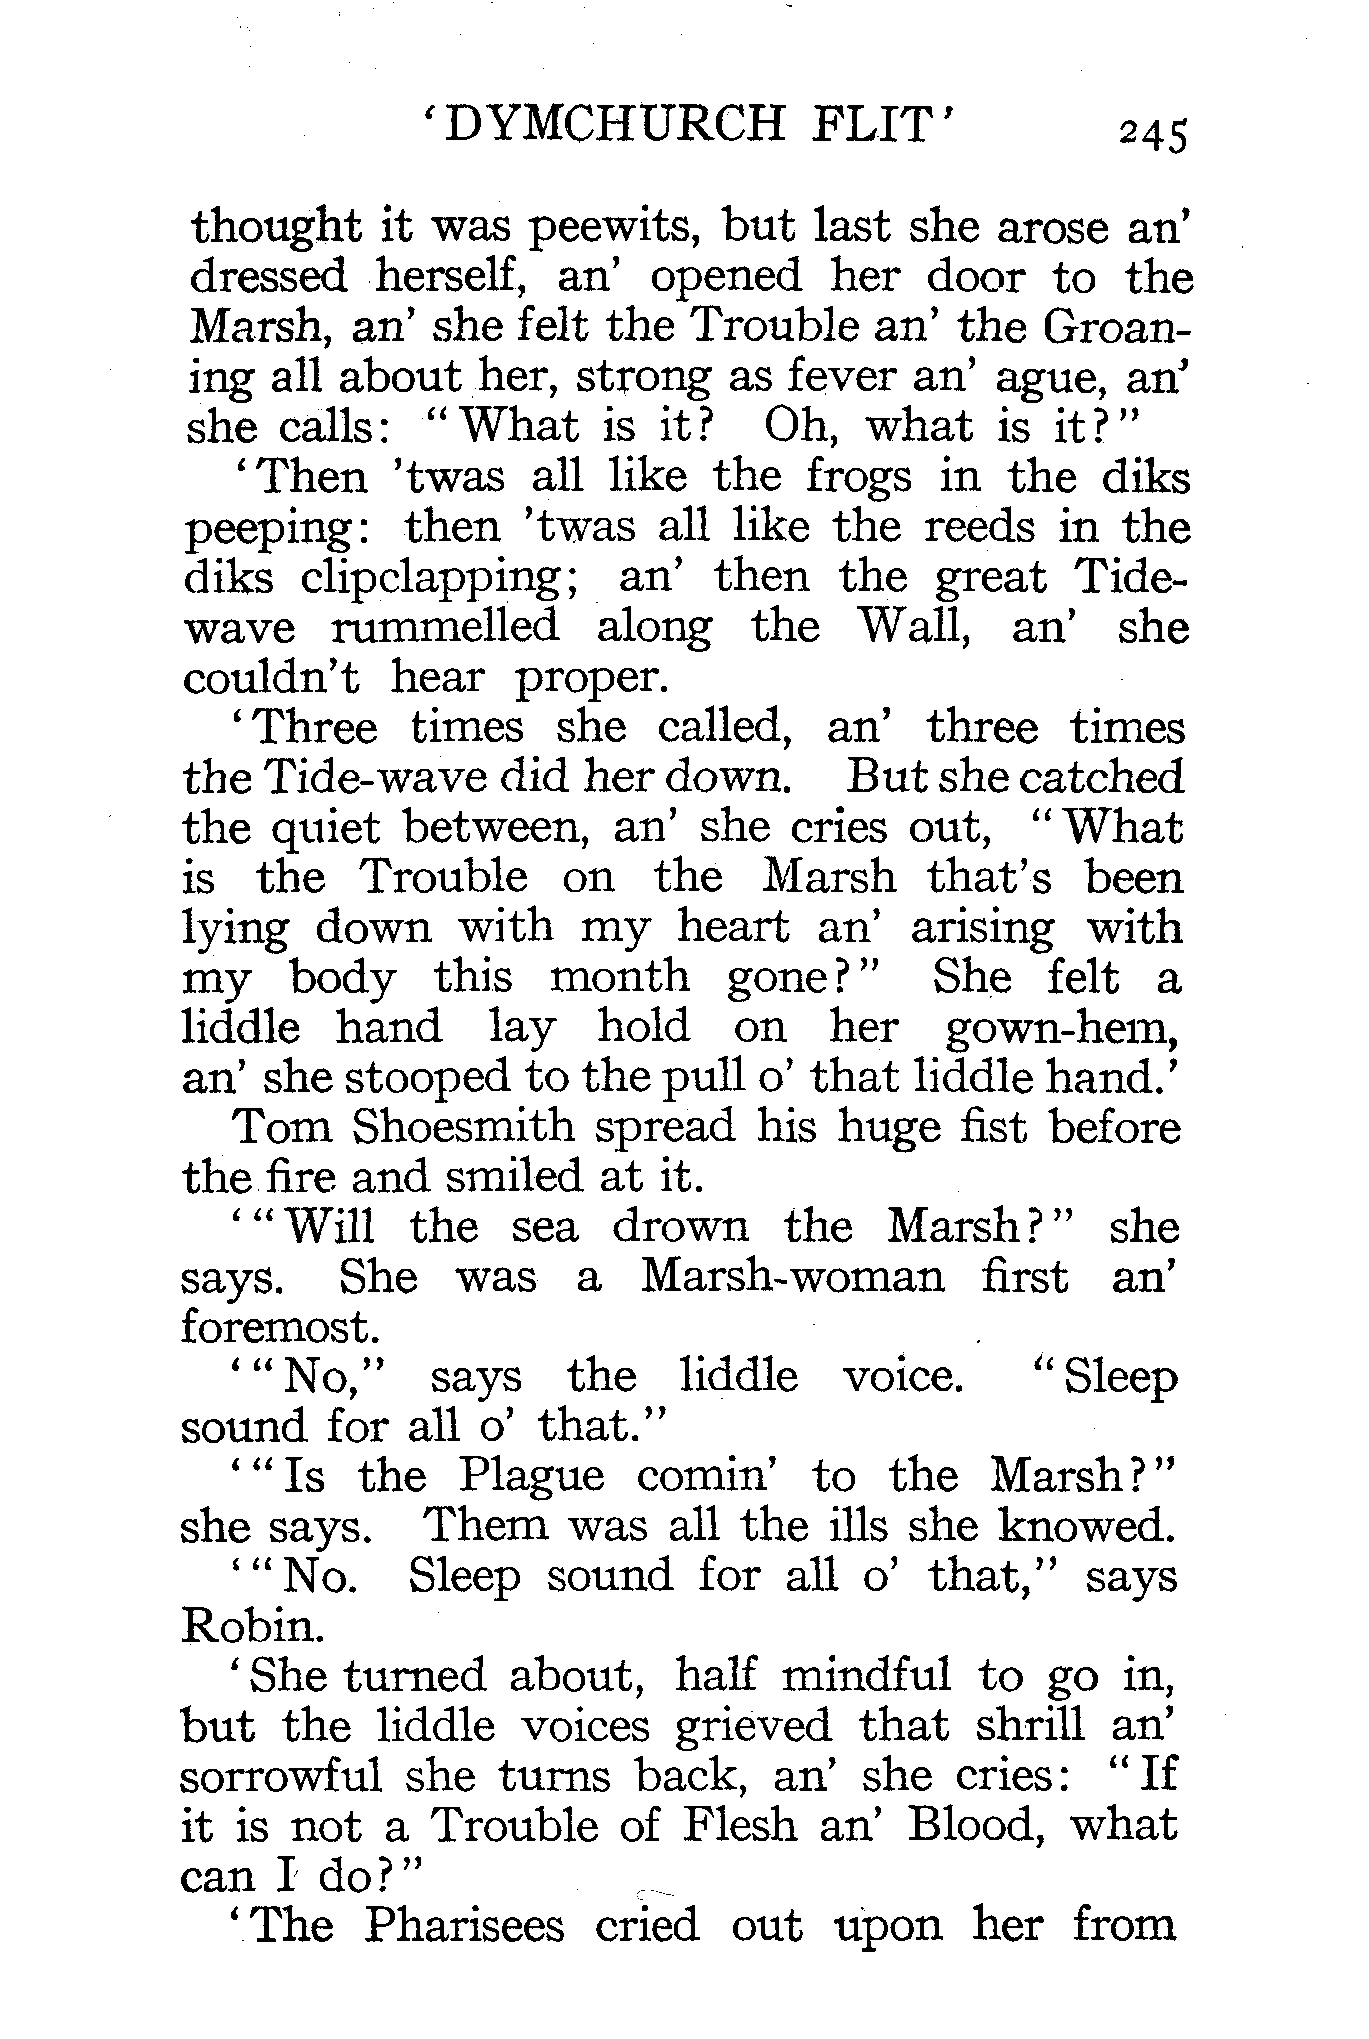 'DYMCHURCH FLIT' 245
thought it was peewits, but last she arose an'
dressed herself, an' opened her door to the
Marsh, an' she felt the Trouble an' the Groan-
ing all about her, strong as fever an' ague, an'
she calls: "What is it? Oh, what is it?"
'Then 'twas all like the frogs in the diks
peeping: then 'twas all like the reeds in the
diks clipclapping; an' then the great Tide-
wave rummelled along the Wall, an' she
couldn't hear proper.
'Three times she called, an' three times
the Tide-wave did her down. But she catched
the quiet between, an' she cries out, "What
is the Trouble on the Marsh that's been
lying down with my heart an' arising with
my body this month gone?" She felt a
liddle hand lay hold on her gown-hem,
an' she stooped to the pull o' that liddle hand.'
Tom Shoesmith spread his huge fist before
the fire and smiled at it.
'"Will the sea drown the Marsh?" she
says. She was a Marsh-woman first an'
foremost.
'"No," says the liddle voice. "Sleep
sound for all o' that."
'"Is the Plague comin' to the Marsh?"
she says. Them was all the ills she knowed.
'"No. Sleep sound for all o' that," says
Robin.
'She turned about, half mindful to go in,
but the liddle voices grieved that shrill an'
sorrowful she turns back, an' she cries: "If
it is not a Trouble of Flesh an' Blood, what
can I do?"
'The Pharisees cried out upon her from